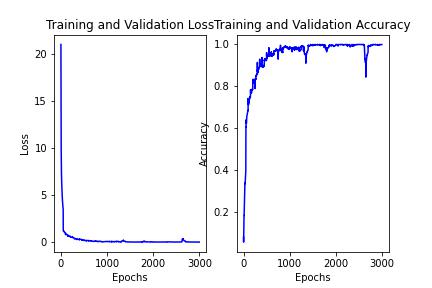 Training and Validation Loss
Loss
20
15
10
5
0
0 1000 2000 3000
Epochs
Training and Validation Accuracy
Accuracy
1.0
0.8
0.6
0.4
0.2
0 1000 2000 3000
Epochs